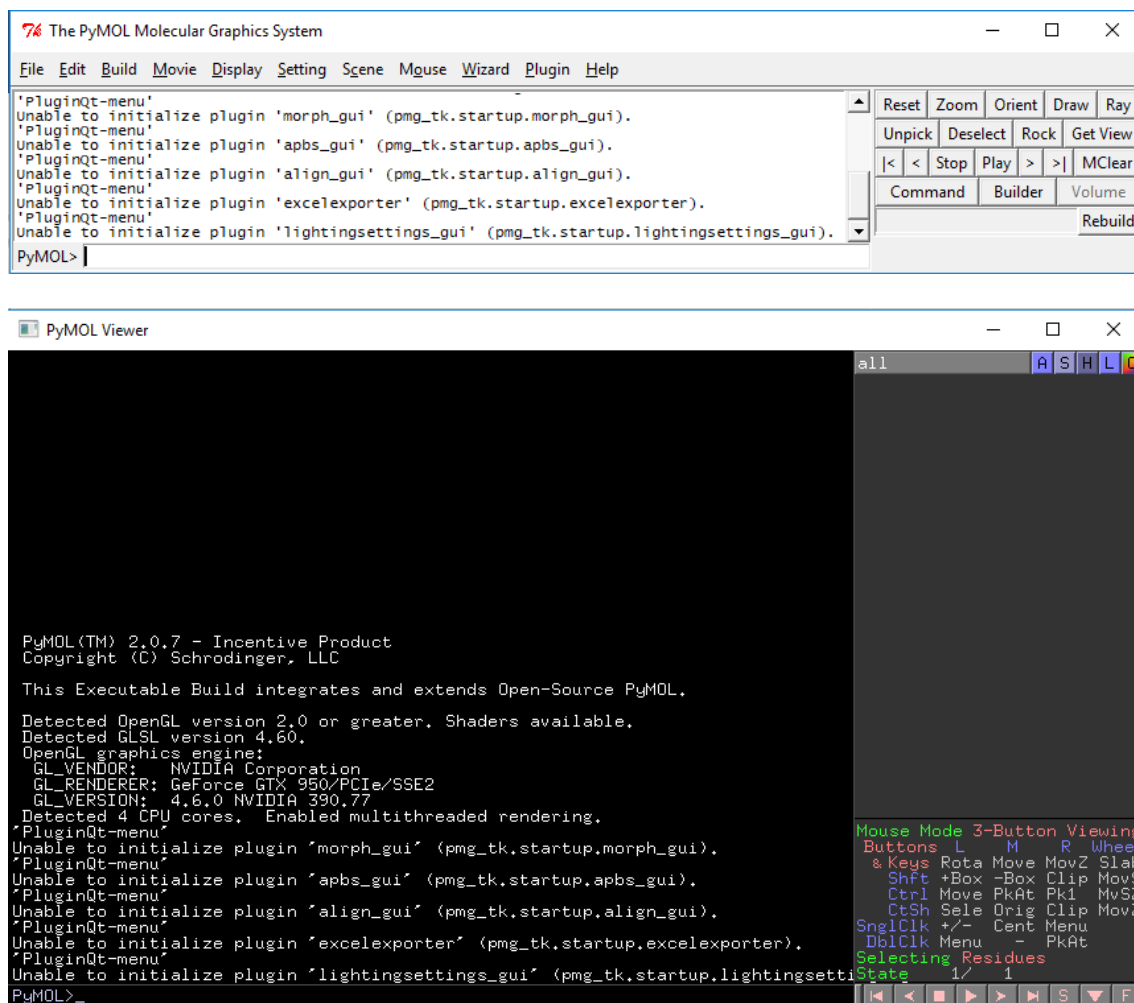 The PyMOL Molecular Graphics System
File Edit Build Movie Display Setting Scene Mouse Wizard Plugin Help
'PluginQt-menu'
Unable to initialize plugin 'morph_gui' (pmg_tk.startup.morph_gui).
'PluginQt-menu'
Unable to initialize plugin 'apbs_gui' (pmg_tk.startup.apbs_gui).
'PluginQt-menu'
Unable to initialize plugin 'align_gui' (pmg_tk.startup.align_gui).
'PluginQt-menu'
Unable to initialize plugin 'excelexporter' (pmg_tk.startup.excelexporter).
'PluginQt-menu'
Unable to initialize plugin 'lightingsettings_gui' (pmg_tk.startup.lightingsettings_gui).
PyMOL>
Reset Zoom Orient Draw Ray
Unpick Deselect Rock Get View
|< < Stop Play > >| MClear
Command Builder Volume
Rebuild
PyMOL Viewer
all A S H L
PyMOL(TM) 2.0.7 - Incentive Product
Copyright (C) Schrodinger, LLC
This Executable Build integrates and extends Open-Source PyMOL.
Detected OpenGL version 2.0 or greater. Shaders available.
Detected GLSL version 4.60.
OpenGL graphics engine:
GL_VENDOR: NVIDIA Corporation
GL_RENDERER: GeForce GTX 950/PCIe/SSE2
GL_VERSION: 4.6.0 NVIDIA 390.77
Detected 4 CPU cores. Enabled multithreaded rendering.
'PluginQt-menu'
Unable to initialize plugin 'morph_gui' (pmg_tk.startup.morph_gui).
'PluginQt-menu'
Unable to initialize plugin 'apbs_gui' (pmg_tk.startup.apbs_gui).
'PluginQt-menu'
Unable to initialize plugin 'align_gui' (pmg_tk.startup.align_gui).
'PluginQt-menu'
Unable to initialize plugin 'excelexporter' (pmg_tk.startup.excelexporter).
'PluginQt-menu'
Unable to initialize plugin 'lightingsettings_gui' (pmg_tk.startup.lightingsetti
PyMOL>_
Mouse Mode 3-Button Viewing
Buttons L M R Whee
& Keys Rota Move MovZ Slab
Shft +Box -Box Clip MovS
Ctrl Move PkAt Pk1 MvSZ
CtSh Sele Orig Clip MovZ
SnglClk +/- Cent Menu
DblClk Menu - PkAt
Selecting Residues
State 1/ 1
S F